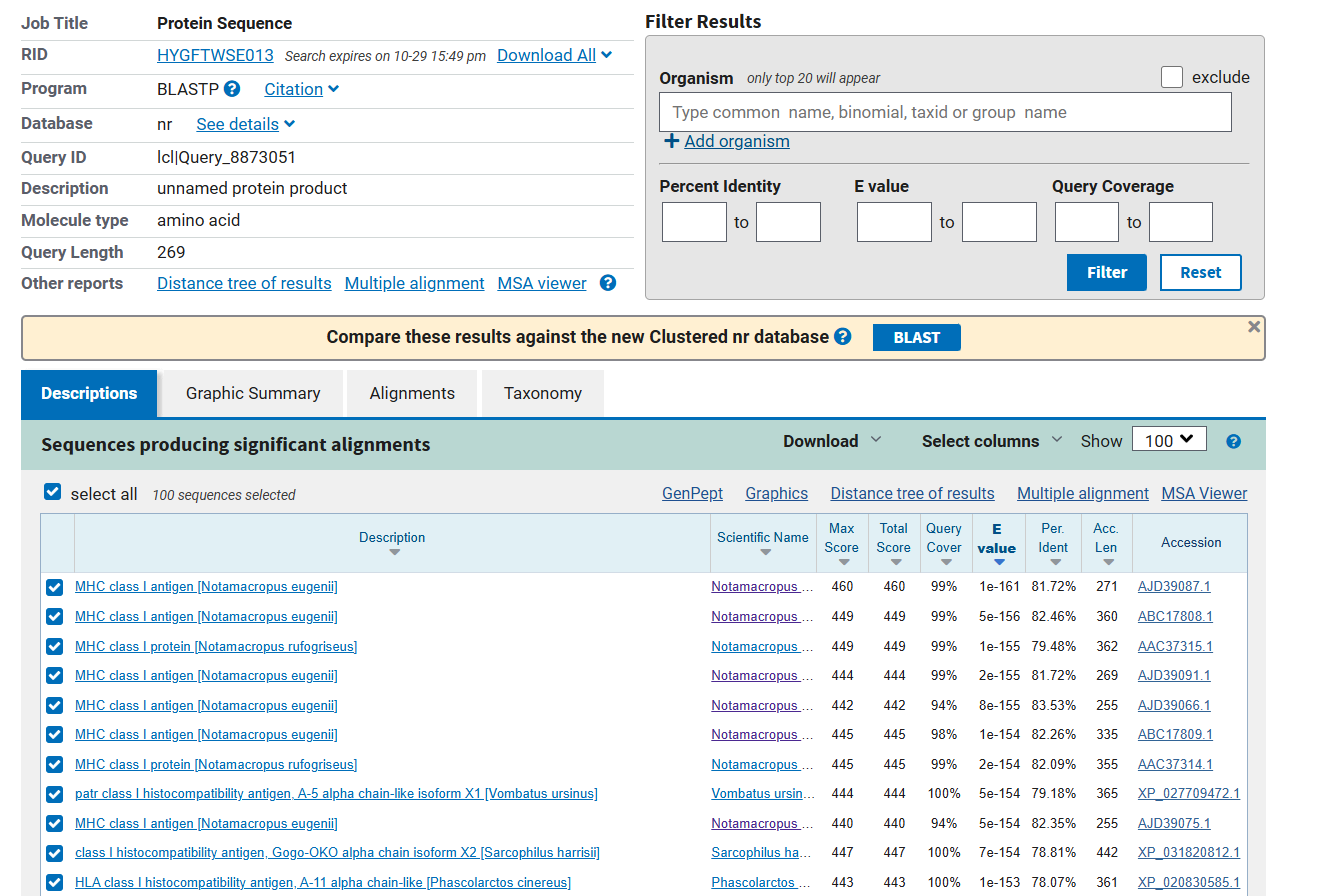 Job Title Protein Sequence
RID HYGFTWSE013 Search expires on 10-29 15:49 pm Download All
Program BLASTP Citation
Database nr See details
Query ID lcl|Query_8873051
Description unnamed protein product
Molecule type amino acid
Query Length 269
Other reports Distance tree of results Multiple alignment MSA viewer
Filter Results
Organism only top 20 will appear exclude
Type common name, binomial, taxid or group name
Add organism
Percent Identity E value Query Coverage
to to to
Filter Reset
Compare these results against the new Clustered nr database BLAST
Descriptions Graphic Summary Alignments Taxonomy
Sequences producing significant alignments Download Select columns Show 100
select all 100 sequences selected GenPept Graphics Distance tree of results Multiple alignment MSA Viewer
Description Scientific Name Max Score Total Score Query Cover E value Per. Ident Acc. Len Accession
MHC class I antigen [Notamacropus eugenii] Notamacropus ... 460 460 99% 1e-161 81.72% 271 AJD39087.1
MHC class I antigen [Notamacropus eugenii] Notamacropus ... 449 449 99% 5e-156 82.46% 360 ABC17808.1
MHC class I protein [Notamacropus rufogriseus] Notamacropus ... 449 449 99% 1e-155 79.48% 362 AAC37315.1
MHC class I antigen [Notamacropus eugenii] Notamacropus ... 444 444 99% 2e-155 81.72% 269 AJD39091.1
MHC class I antigen [Notamacropus eugenii] Notamacropus ... 442 442 94% 8e-155 83.53% 255 AJD39066.1
MHC class I antigen [Notamacropus eugenii] Notamacropus ... 445 445 98% 1e-154 82.26% 335 ABC17809.1
MHC class I protein [Notamacropus rufogriseus] Notamacropus ... 445 445 99% 2e-154 82.09% 355 AAC37314.1
patr class I histocompatibility antigen, A-5 alpha chain-like isoform X1 [Vombatus ursinus] Vombatus ursin... 444 444 100% 5e-154 79.18% 365 XP_027709472.1
MHC class I antigen [Notamacropus eugenii] Notamacropus ... 440 440 94% 5e-154 82.35% 255 AJD39075.1
class I histocompatibility antigen, Gogo-OKO alpha chain isoform X2 [Sarcophilus harrisii] Sarcophilus ha... 447 447 100% 7e-154 78.81% 442 XP_031820812.1
HLA class I histocompatibility antigen, A-11 alpha chain-like [Phascolarctos cinereus] Phascolarctos ... 443 443 100% 1e-153 78.07% 361 XP_020830585.1